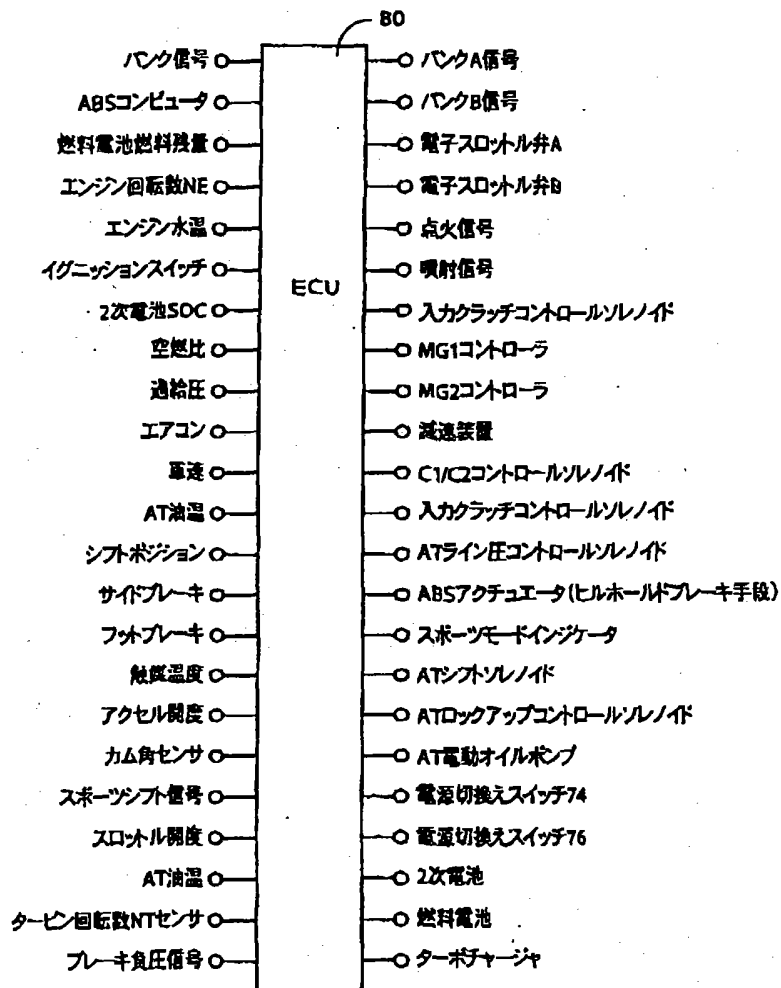 80
ECU
バンク信号
ABSコンピュータ
燃料電池燃料残量
エンジン回転数NE
エンジン水温
イグニッションスイッチ
2次電池SOC
空燃比
過給圧
エアコン
車速
AT油温
シフトポジション
サイドブレーキ
フットブレーキ
触媒温度
アクセル開度
カム角センサ
スポーツシフト信号
スロットル開度
AT油温
タービン回転数NTセンサ
ブレーキ負圧信号
バンクA信号
バンクB信号
電子スロットル弁A
電子スロットル弁B
点火信号
噴射信号
入力クラッチコントロールソレノイド
MG1コントローラ
MG2コントローラ
減速装置
C1/C2コントロールソレノイド
入力クラッチコントロールソレノイド
ATライン圧コントロールソレノイド
ABSアクチュエータ(ヒルホールドブレーキ手段)
スポーツモードインジケータ
ATシフトソレノイド
ATロックアップコントロールソレノイド
AT電動オイルポンプ
電源切換えスイッチ74
電源切換えスイッチ76
2次電池
燃料電池
ターボチャージャ